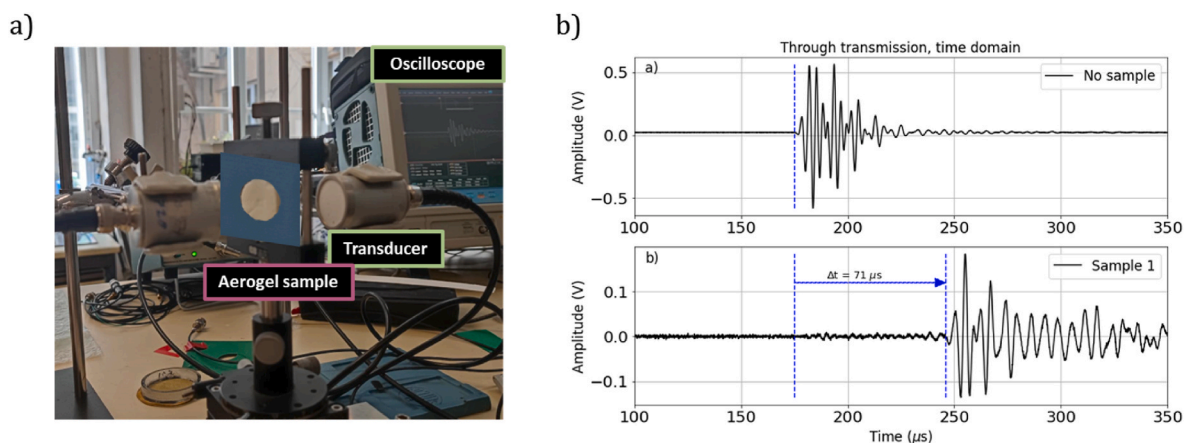 a)
Oscilloscope
Transducer
Aerogel sample
b)
Through transmission, time domain
a)
No sample
Amplitude (V)
0.5
0.0
−0.5
100 150 200 250 300 350
b)
Sample 1
Δt = 71 μs
Amplitude (V)
0.1
0.0
−0.1
100 150 200 250 300 350
Time (μs)